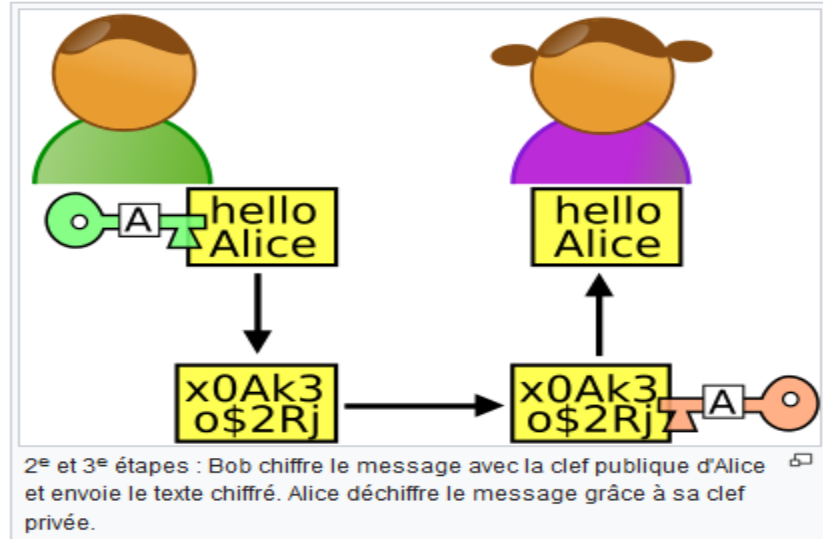 hello
Alice
hello
Alice
A
x0Ak3
o$2Rj
x0Ak3
o$2Rj
A
2e et 3e étapes : Bob chiffre le message avec la clef publique d'Alice
et envoie le texte chiffré. Alice déchiffre le message grâce à sa clef
privée.